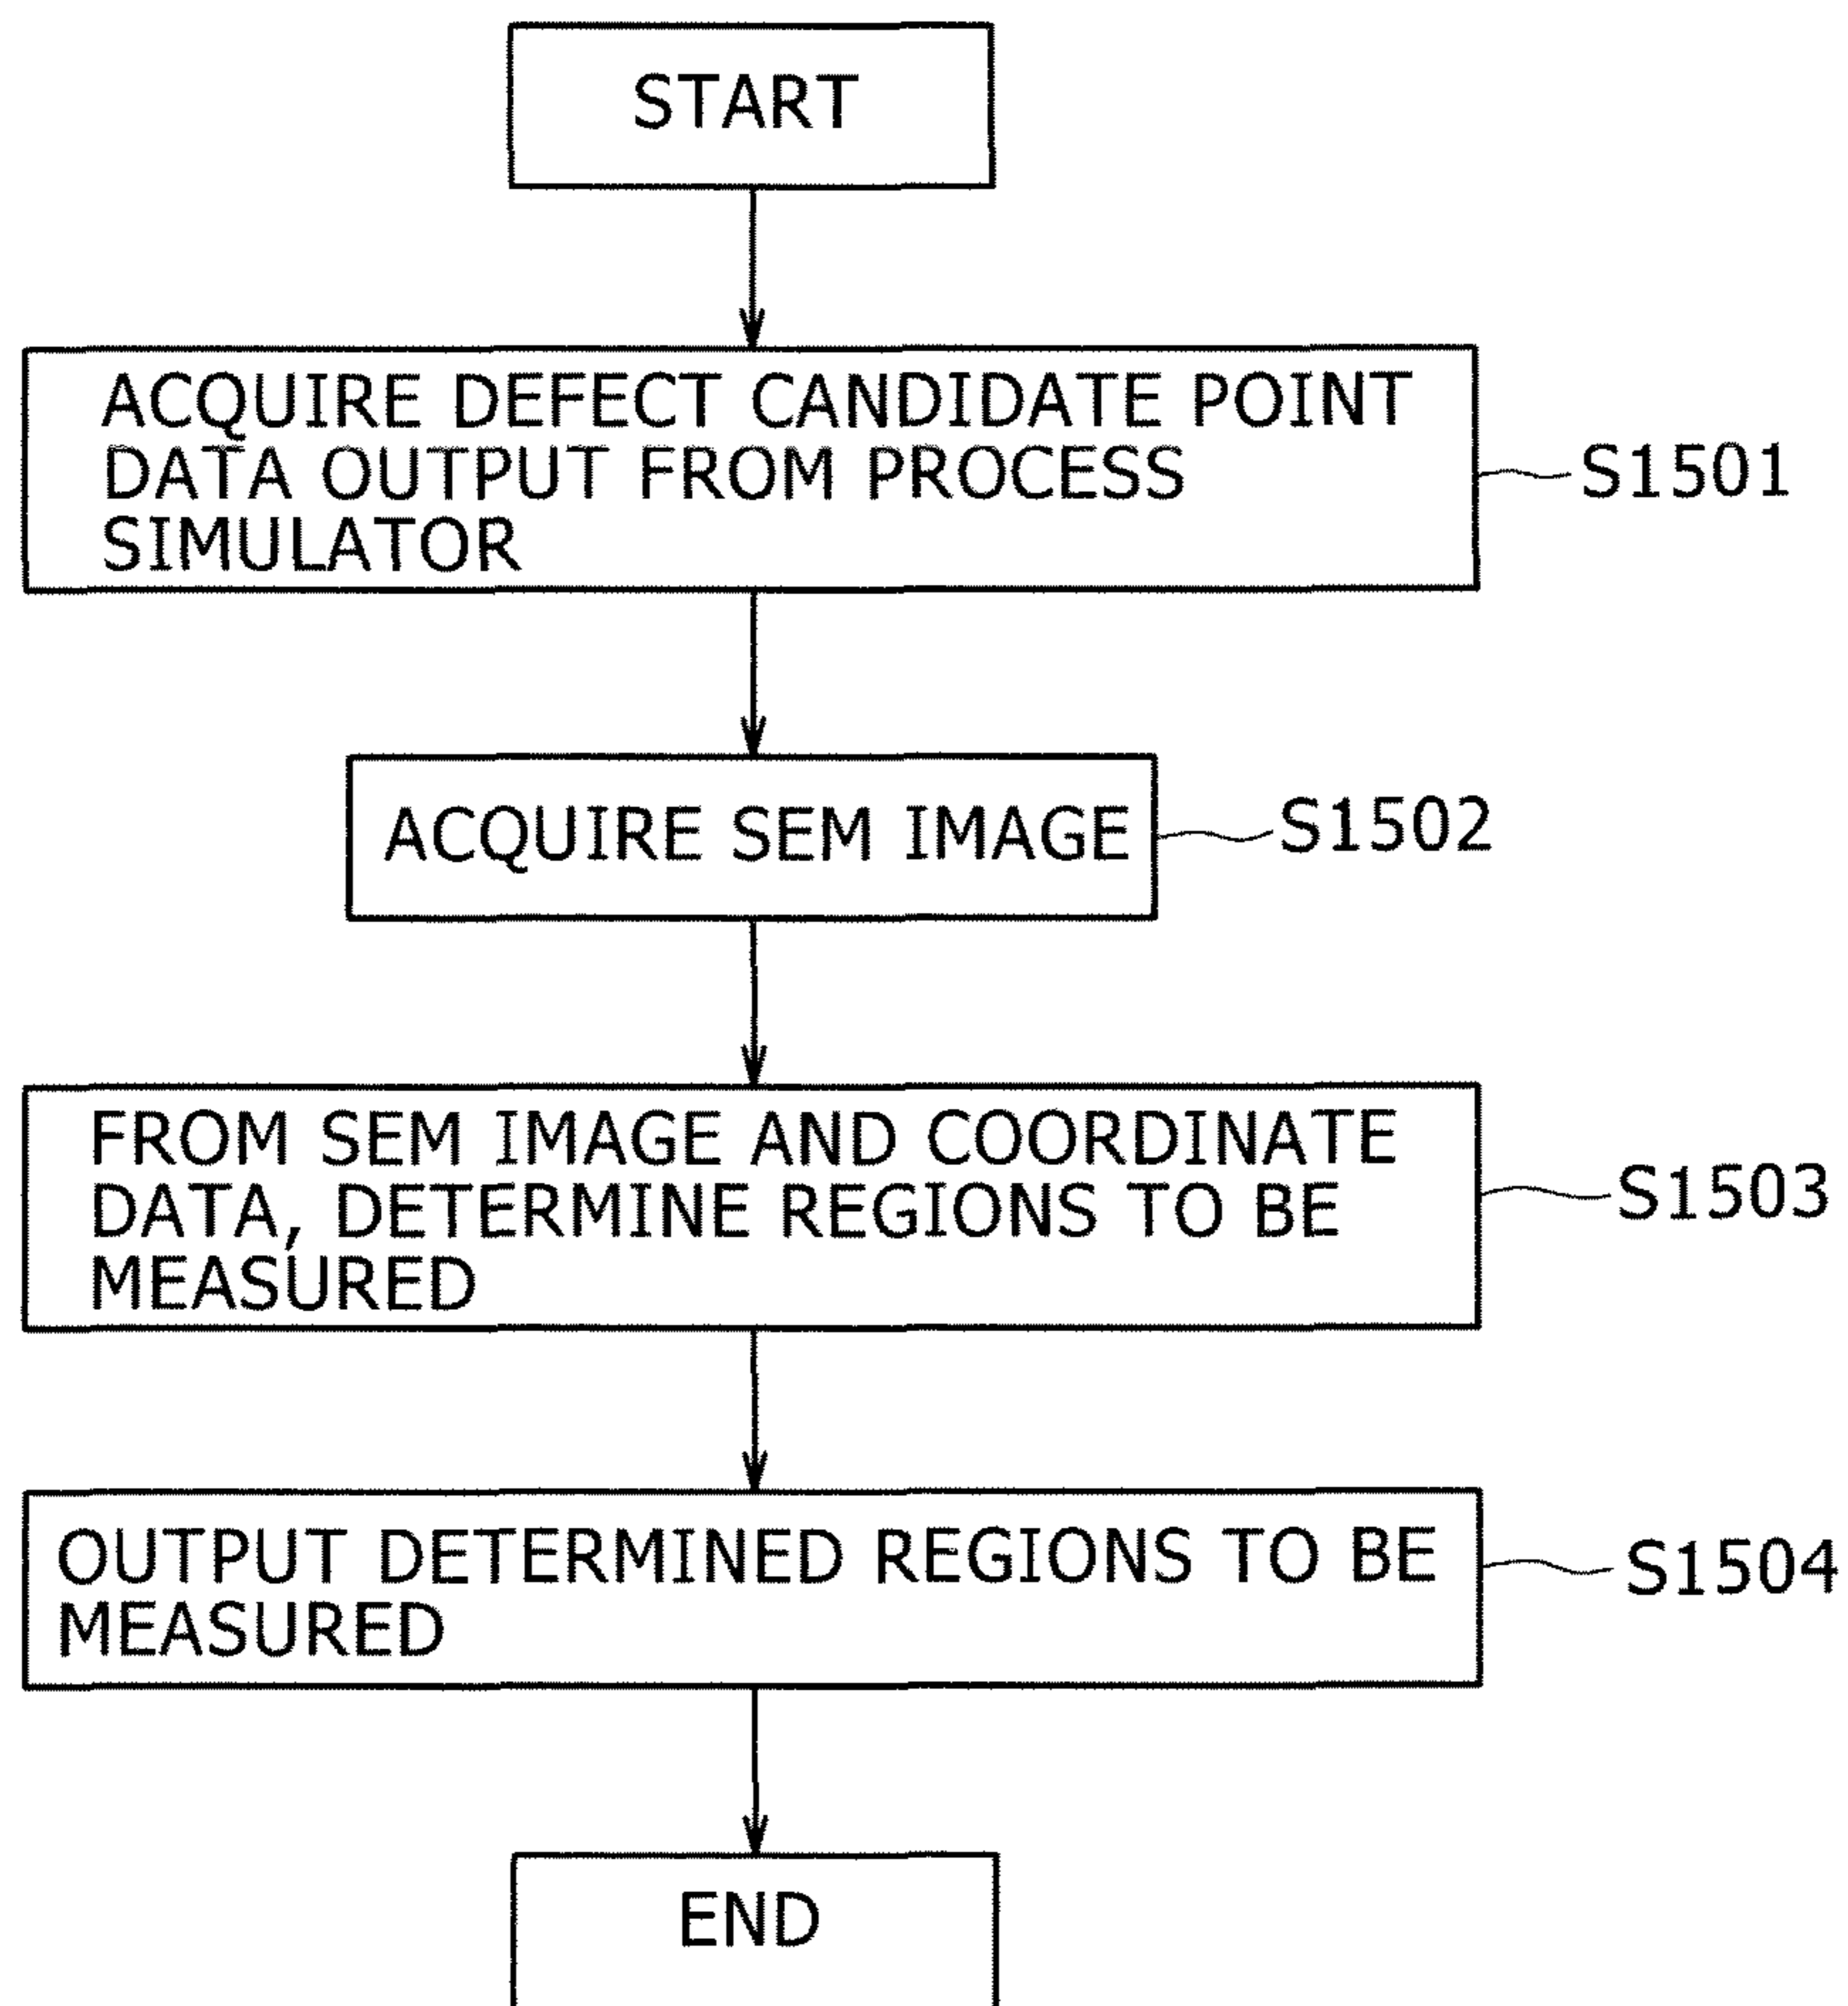 START
ACQUIRE DEFECT CANDIDATE POINT
DATA OUTPUT FROM PROCESS
SIMULATOR
S1501
ACQUIRE SEM IMAGE
S1502
FROM SEM IMAGE AND COORDINATE
DATA, DETERMINE REGIONS TO BE
MEASURED
S1503
OUTPUT DETERMINED REGIONS TO BE
MEASURED
S1504
END